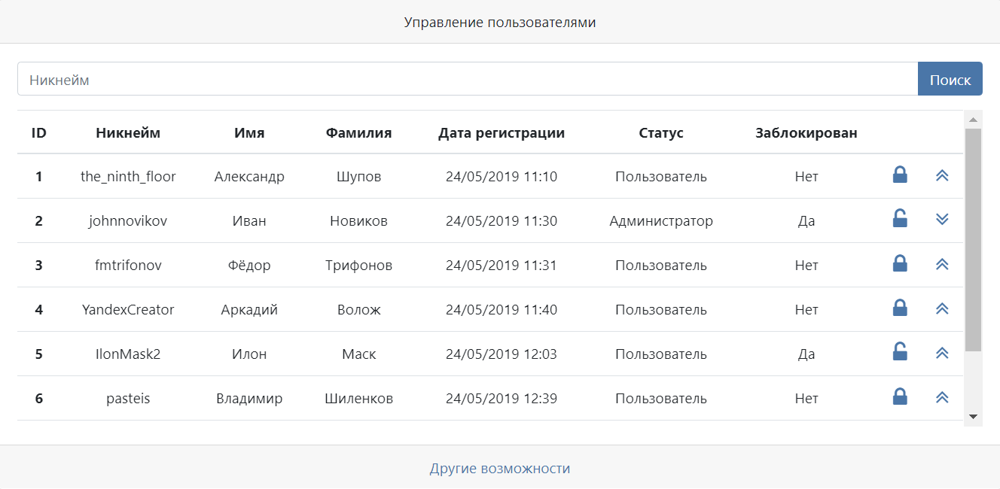 Управление пользователями
Никнейм Поиск
ID Никнейм Имя Фамилия Дата регистрации Статус Заблокирован
1 the_ninth_floor Александр Шупов 24/05/2019 11:10 Пользователь Нет
2 johnnovikov Иван Новиков 24/05/2019 11:30 Администратор Да
3 fmtrifonov Фёдор Трифонов 24/05/2019 11:31 Пользователь Нет
4 YandexCreator Аркадий Волож 24/05/2019 11:40 Пользователь Нет
5 IlonMask2 Илон Маск 24/05/2019 12:03 Пользователь Да
6 pasteis Владимир Шиленков 24/05/2019 12:39 Пользователь Нет
Другие возможности